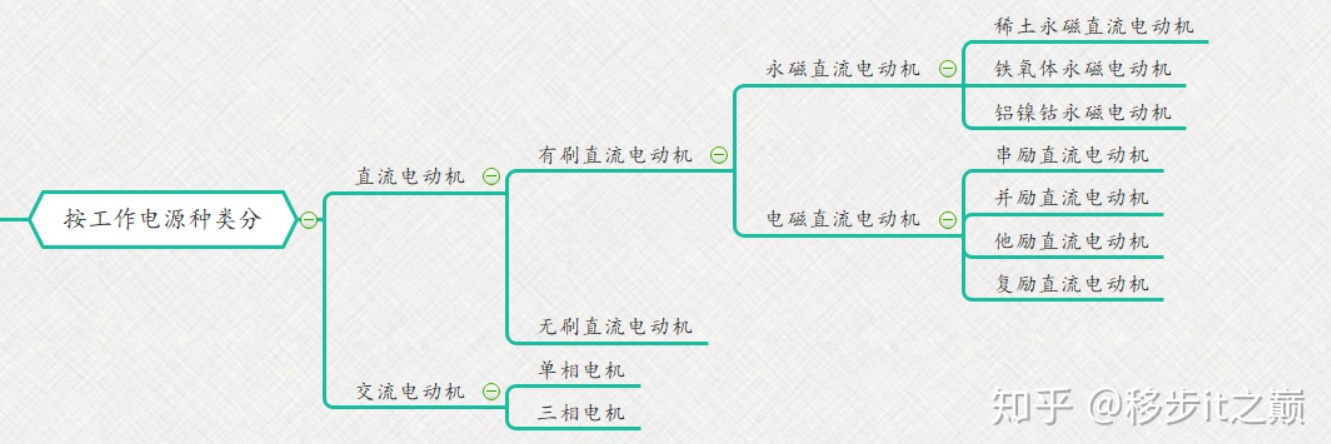 按工作电源种类分
直流电动机
有刷直流电动机
永磁直流电动机
稀土永磁直流电动机
铁氧体永磁电动机
铝镍钴永磁电动机
电磁直流电动机
串励直流电动机
并励直流电动机
他励直流电动机
复励直流电动机
无刷直流电动机
交流电动机
单相电机
三相电机
知乎 @移步it之巅